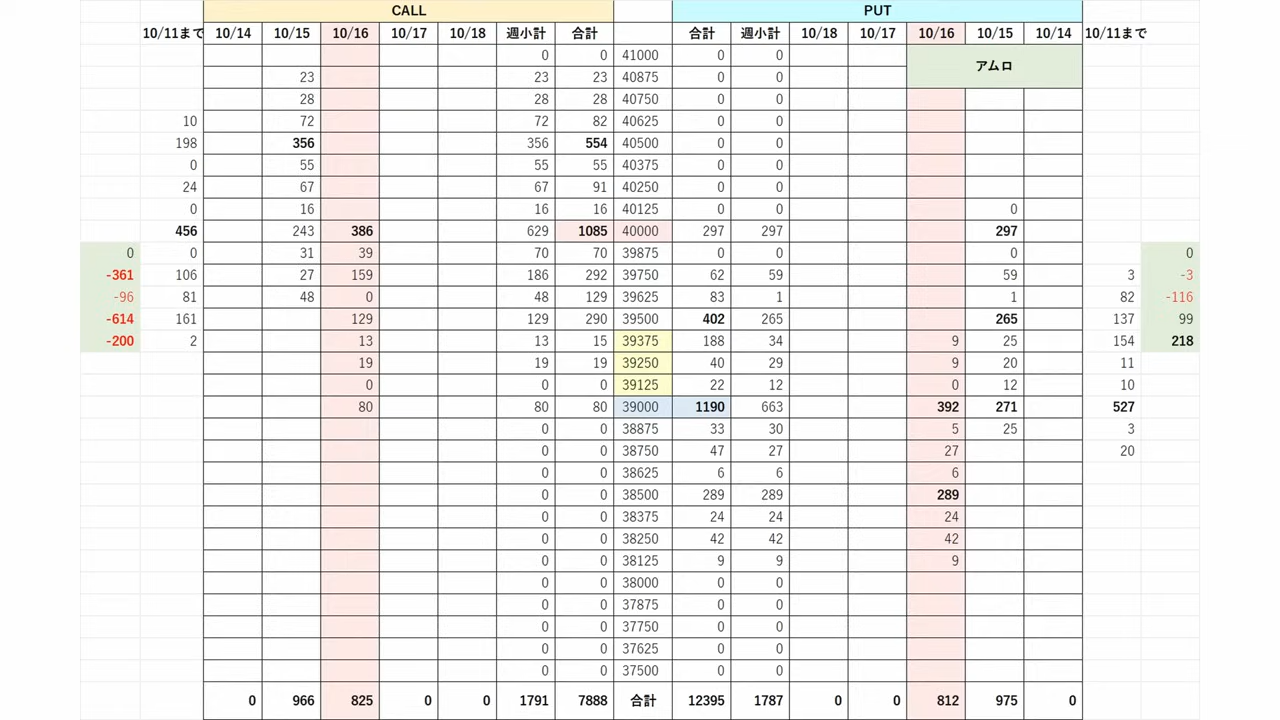 CALL PUT
10/11まで 10/14 10/15 10/16 10/17 10/18 週小計 合計 合計 週小計 10/18 10/17 10/16 10/15 10/14 10/11まで
0 0 41000 0 0 アムロ
23 23 23 40875 0 0
28 28 28 40750 0 0
10 72 72 82 40625 0 0
198 356 356 554 40500 0 0
0 55 55 55 40375 0 0
24 67 67 91 40250 0 0
0 16 16 16 40125 0 0 0
456 243 386 629 1085 40000 297 297 297
0 0 31 39 70 70 39875 0 0 0 0
-361 106 27 159 186 292 39750 62 59 59 3 -3
-96 81 48 0 48 129 39625 83 1 1 82 -116
-614 161 129 129 290 39500 402 265 265 137 99
-200 2 13 13 15 39375 188 34 9 25 154 218
19 19 19 39250 40 29 9 20 11
0 0 0 39125 22 12 0 12 10
80 80 80 39000 1190 663 392 271 527
0 0 38875 33 30 5 25 3
0 0 38750 47 27 27 20
0 0 38625 6 6 6
0 0 38500 289 289 289
0 0 38375 24 24 24
0 0 38250 42 42 42
0 0 38125 9 9 9
0 0 38000 0 0
0 0 37875 0 0
0 0 37750 0 0
0 0 37625 0 0
0 0 37500 0 0
0 966 825 0 0 1791 7888 合計 12395 1787 0 0 812 975 0